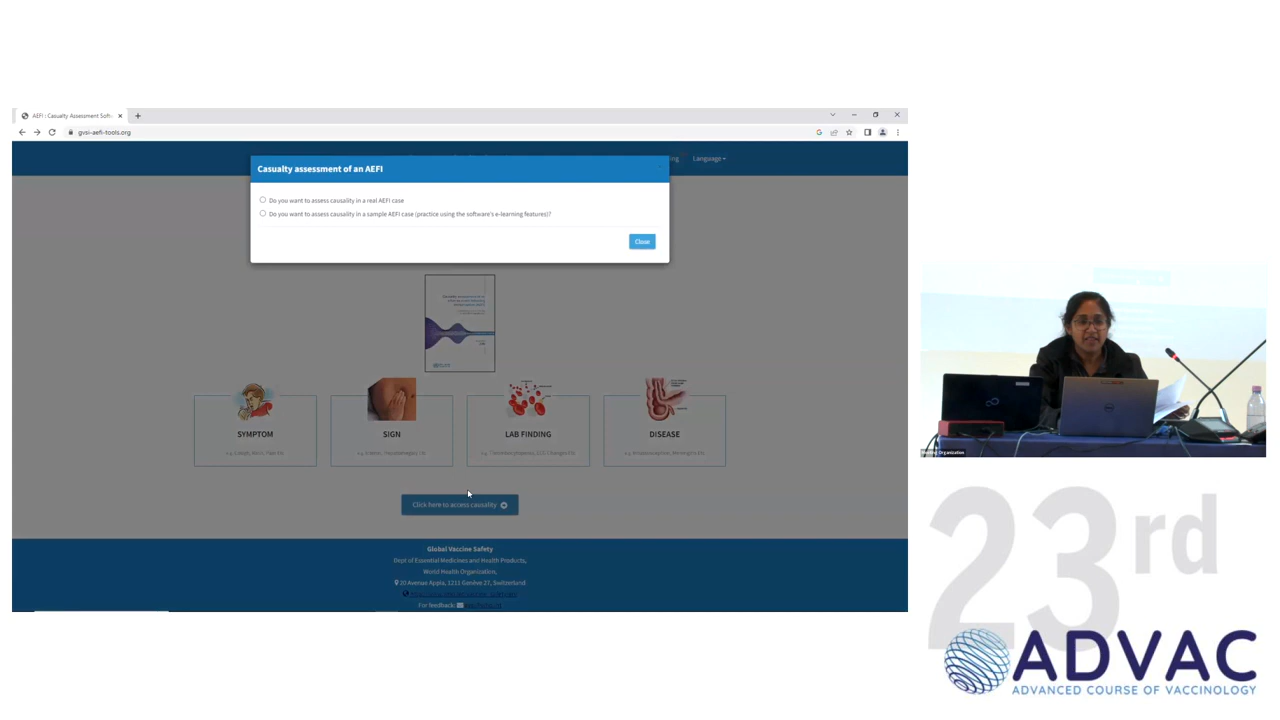 AEFI : Casualty Assessment Soft
gvsi-aefi-tools.org
Language
Casualty assessment of an AEFI
Do you want to assess causality in a real AEFI case
Do you want to assess causality in a sample AEFI case (practice using the software's e-learning features)?
Close
SYMPTOM
SIGN
LAB FINDING
DISEASE
Click here to access causality
Global Vaccine Safety
Dept of Essential Medicines and Health Products,
World Health Organization,
20 Avenue Appia, 1211 Geneve 27, Switzerland
For feedback:
Organization
23rd
ADVAC
ADVANCED COURSE OF VACCINOLOGY